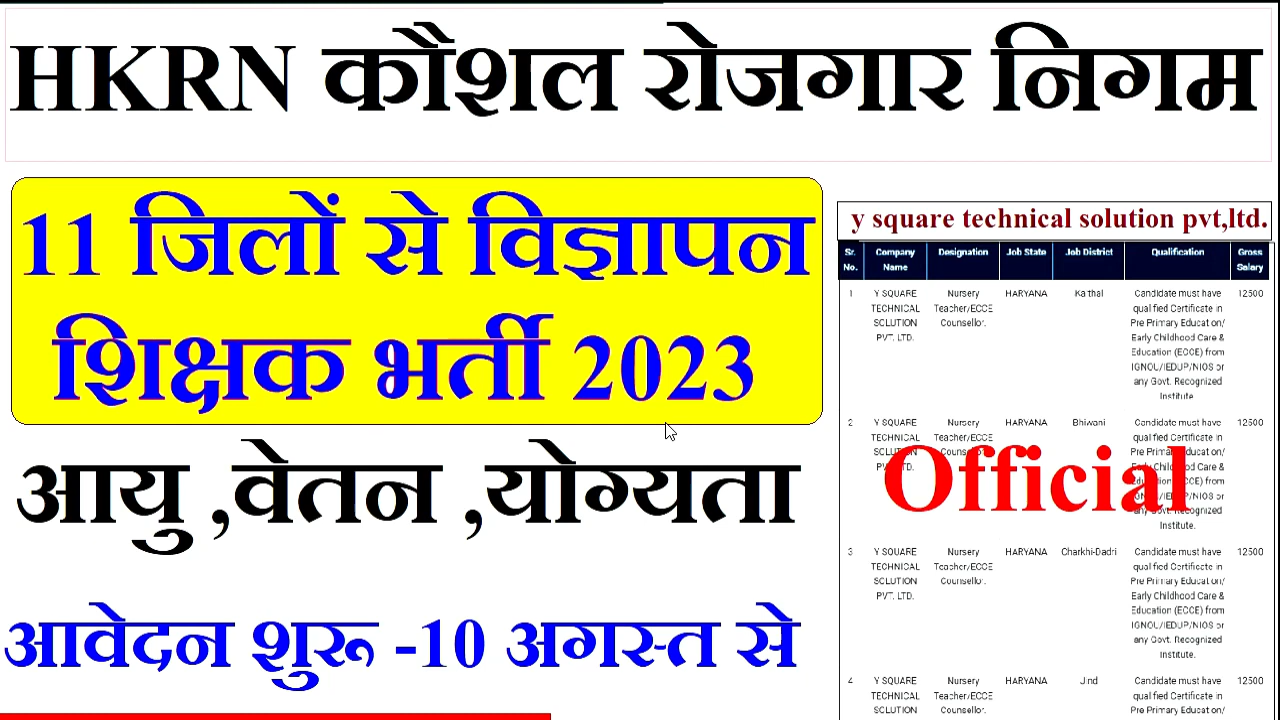 HKRN कौशल रोजगार निगम
11 जिलों से विज्ञापन
शिक्षक भर्ती 2023
आयु ,वेतन ,योग्यता
आवेदन शुरू -10 अगस्त से
y square technical solution pvt,ltd.
Sr. No. Company Name Designation Job State Job District Qualification Gross Salary
1 Y SQUARE Nursery HARYANA Kaithal Candidate must have 12500
TECHNICAL Teacher/ECCE qualified Certificate in
SOLUTION Counsellor. Pre Primary Education/
PVT. LTD. Early Childhood Care &
Education (ECCE) from
IGNOU/IEDUP/NIOS or
any Govt. Recognized
Institute.
2 Y SQUARE Nursery HARYANA Bhiwani Candidate must have 12500
TECHNICAL Teacher/ECCE qualified Certificate in
Official
any Govt. Recognized
Institute.
3 Y SQUARE Nursery HARYANA Charkhi-Dadri Candidate must have 12500
TECHNICAL Teacher/ECCE qualified Certificate in
SOLUTION Counsellor. Pre Primary Education/
PVT. LTD. Early Childhood Care &
Education (ECCE) from
IGNOU/IEDUP/NIOS or
any Govt. Recognized
Institute.
4 Y SQUARE Nursery HARYANA Jind Candidate must have 12500
TECHNICAL Teacher/ECCE qualified Certificate in
SOLUTION Counsellor. Pre Primary Education/